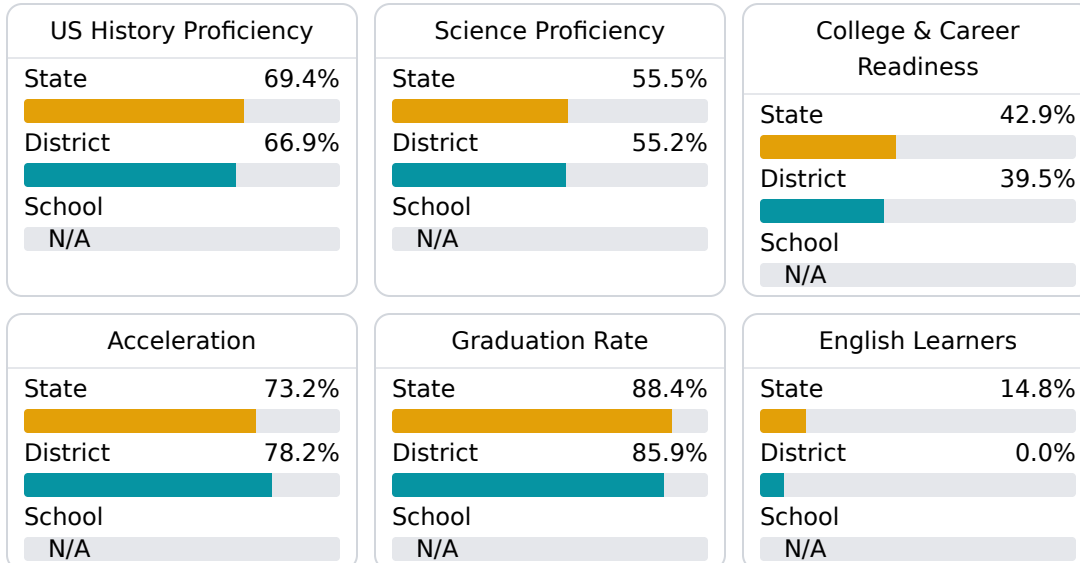 US History Proficiency
State 69.4%
District 66.9%
School
N/A
Science Proficiency
State 55.5%
District 55.2%
School
N/A
College & Career
Readiness
State 42.9%
District 39.5%
School
N/A
Acceleration
State 73.2%
District 78.2%
School
N/A
Graduation Rate
State 88.4%
District 85.9%
School
N/A
English Learners
State 14.8%
District 0.0%
School
N/A